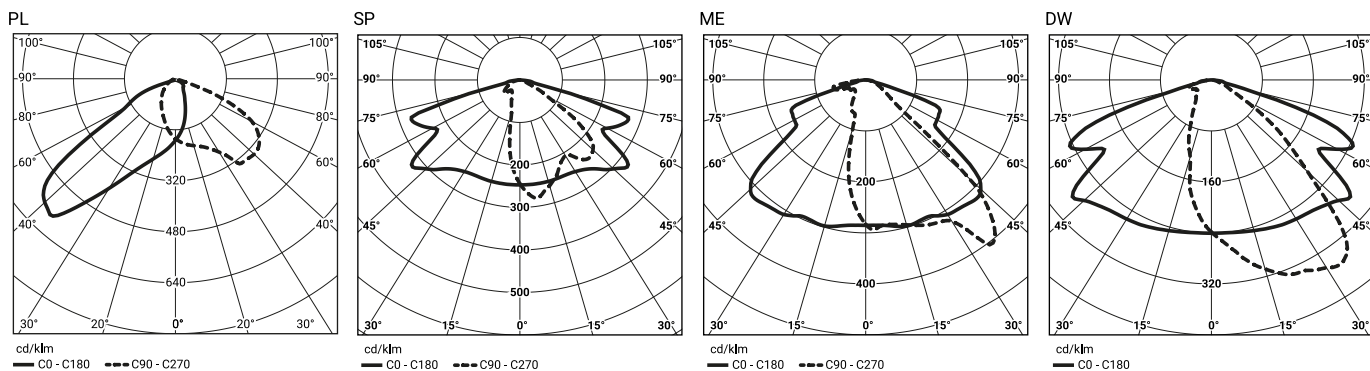 PL
100° 100°
90° 90°
80° 80°
60° 60°
320
40° 40°
480
640
30° 20° 0° 20° 30°
cd/klm
C0 - C180 C90 - C270
SP
105° 105°
90° 90°
75° 75°
60° 60°
200
300
45° 45°
400
500
30° 15° 0° 15° 30°
cd/klm
C0 - C180 C90 - C270
ME
105° 105°
90° 90°
75° 75°
60° 60°
200
45° 45°
400
30° 15° 0° 15° 30°
cd/klm
C0 - C180 C90 - C270
DW
105° 105°
90° 90°
75° 75°
60° 60°
160
45° 45°
320
30° 15° 0° 15° 30°
cd/klm
C0 - C180